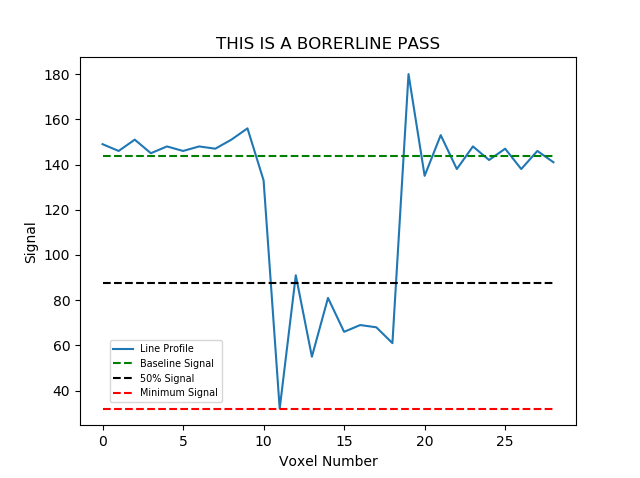 THIS IS A BORERLINE PASS
180
160
140
120
100
80
60
40
Signal
Line Profile
Baseline Signal
50% Signal
Minimum Signal
0 5 10 15 20 25
Voxel Number